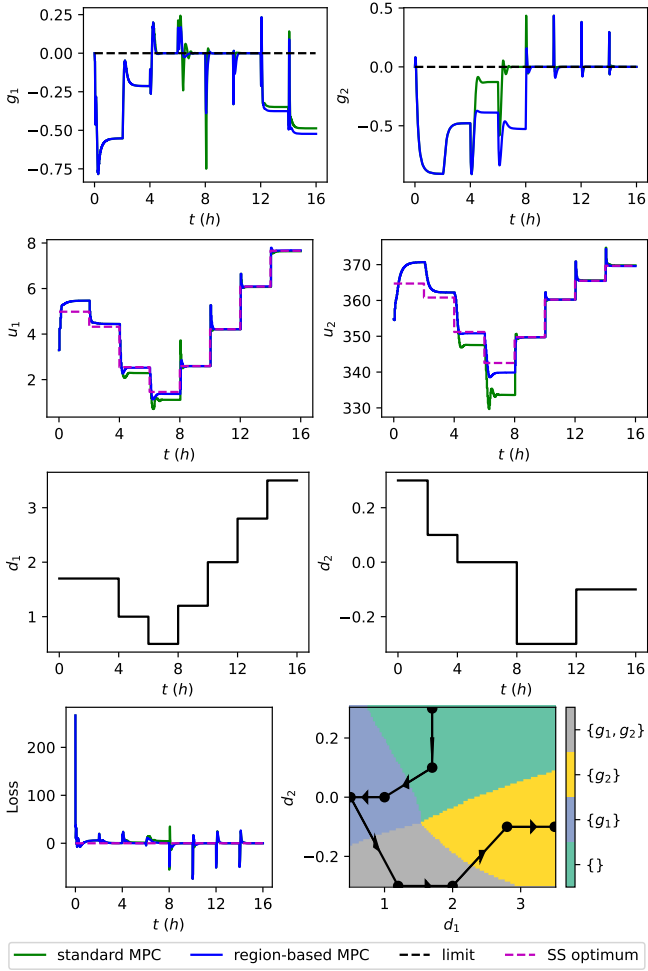 0.25
0.00
−0.25
−0.50
−0.75
g1
0 4 8 12 16
t (h)
0.5
0.0
−0.5
g2
0 4 8 12 16
t (h)
8
6
4
2
u1
0 4 8 12 16
t (h)
370
360
350
340
330
u2
0 4 8 12 16
t (h)
3
2
1
d1
0 4 8 12 16
t (h)
0.2
0.0
−0.2
d2
0 4 8 12 16
t (h)
200
100
0
Loss
0 4 8 12 16
t (h)
0.2
0.0
−0.2
d2
1 2 3
d1
{g1, g2}
{g2}
{g1}
{}
standard MPC region-based MPC limit SS optimum